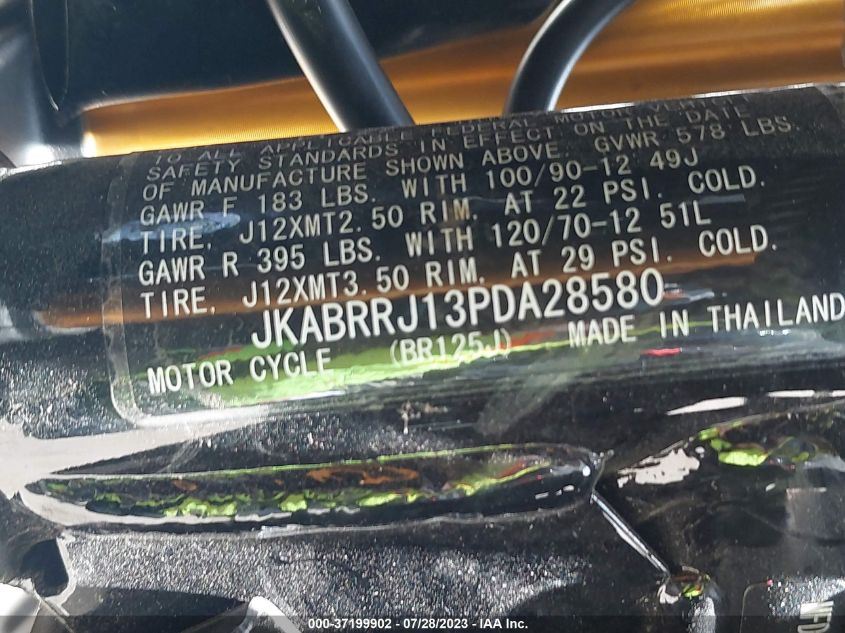 TO ALL APPLICABLE FEDERAL MOTOR VEHICLE
SAFETY STANDARDS IN EFFECT ON THE DATE
OF MANUFACTURE SHOWN ABOVE. GVWR 578 LBS.
GAWR F 183 LBS. WITH 100/90-12 49J
TIRE, J12XMT2.50 RIM. AT 22 PSI. COLD.
GAWR R 395 LBS. WITH 120/70-12 51L
TIRE, J12XMT3.50 RIM. AT 29 PSI. COLD.
JKABRRJ13PDA28580
MOTOR CYCLE (BR125J) MADE IN THAILAND
000-37199902 / 07/28/2023 - IAA Inc.